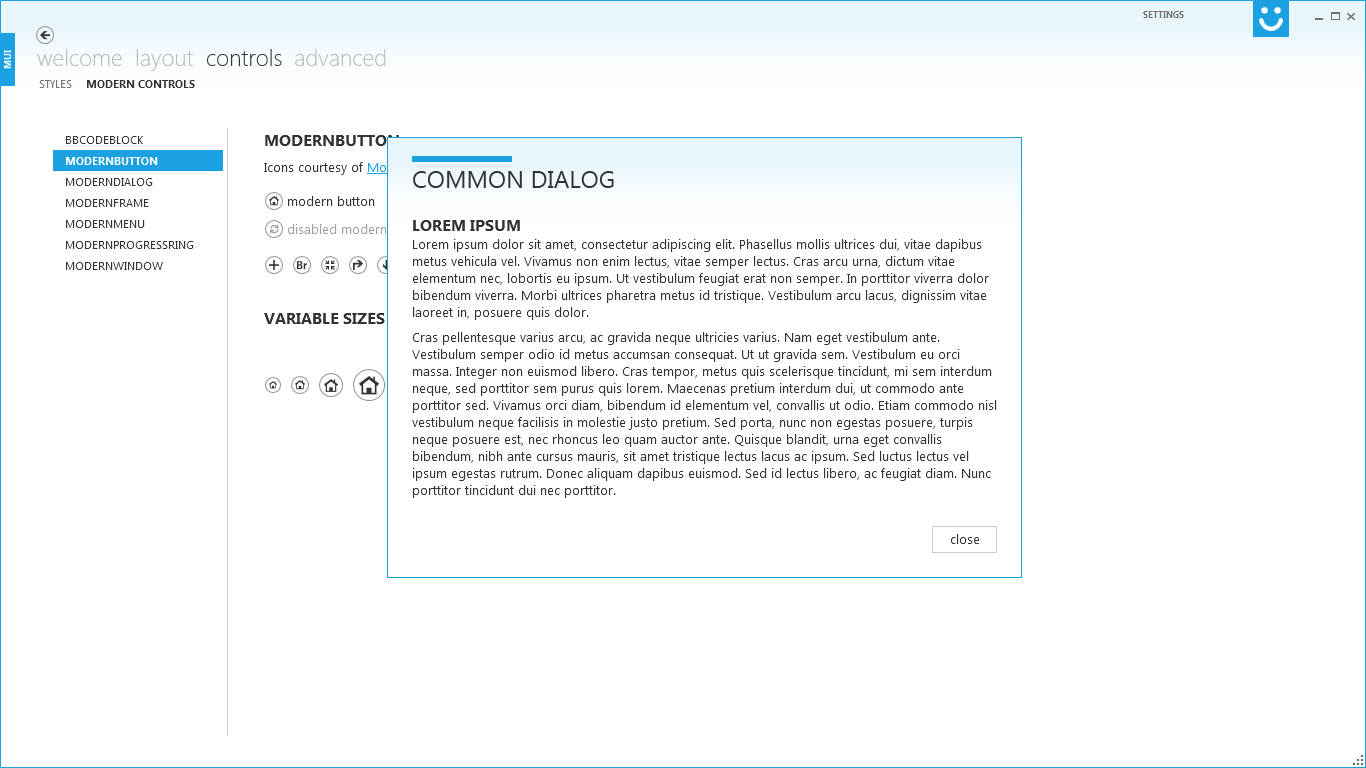 SETTINGS
MUI
welcome layout controls advanced
STYLES MODERN CONTROLS
BBCODEBLOCK
MODERNBUTTON
MODERNDIALOG
MODERNFRAME
MODERNMENU
MODERNPROGRESSRING
MODERNWINDOW
MODERNBUTTON
Icons courtesy of Mo
modern button
disabled modern
Br
VARIABLE SIZES
COMMON DIALOG
LOREM IPSUM
Lorem ipsum dolor sit amet, consectetur adipiscing elit. Phasellus mollis ultrices dui, vitae dapibus
metus vehicula vel. Vivamus non enim lectus, vitae semper lectus. Cras arcu urna, dictum vitae
elementum nec, lobortis eu ipsum. Ut vestibulum feugiat erat non semper. In porttitor viverra dolor
bibendum viverra. Morbi ultrices pharetra metus id tristique. Vestibulum arcu lacus, dignissim vitae
laoreet in, posuere quis dolor.
Cras pellentesque varius arcu, ac gravida neque ultricies varius. Nam eget vestibulum ante.
Vestibulum semper odio id metus accumsan consequat. Ut ut gravida sem. Vestibulum eu orci
massa. Integer non euismod libero. Cras tempor, metus quis scelerisque tincidunt, mi sem interdum
neque, sed porttitor sem purus quis lorem. Maecenas pretium interdum dui, ut commodo ante
porttitor sed. Vivamus orci diam, bibendum id elementum vel, convallis ut odio. Etiam commodo nisl
vestibulum neque facilisis in molestie justo pretium. Sed porta, nunc non egestas posuere, turpis
neque posuere est, nec rhoncus leo quam auctor ante. Quisque blandit, urna eget convallis
bibendum, nibh ante cursus mauris, sit amet tristique lectus lacus ac ipsum. Sed luctus lectus vel
ipsum egestas rutrum. Donec aliquam dapibus euismod. Sed id lectus libero, ac feugiat diam. Nunc
porttitor tincidunt dui nec porttitor.
close